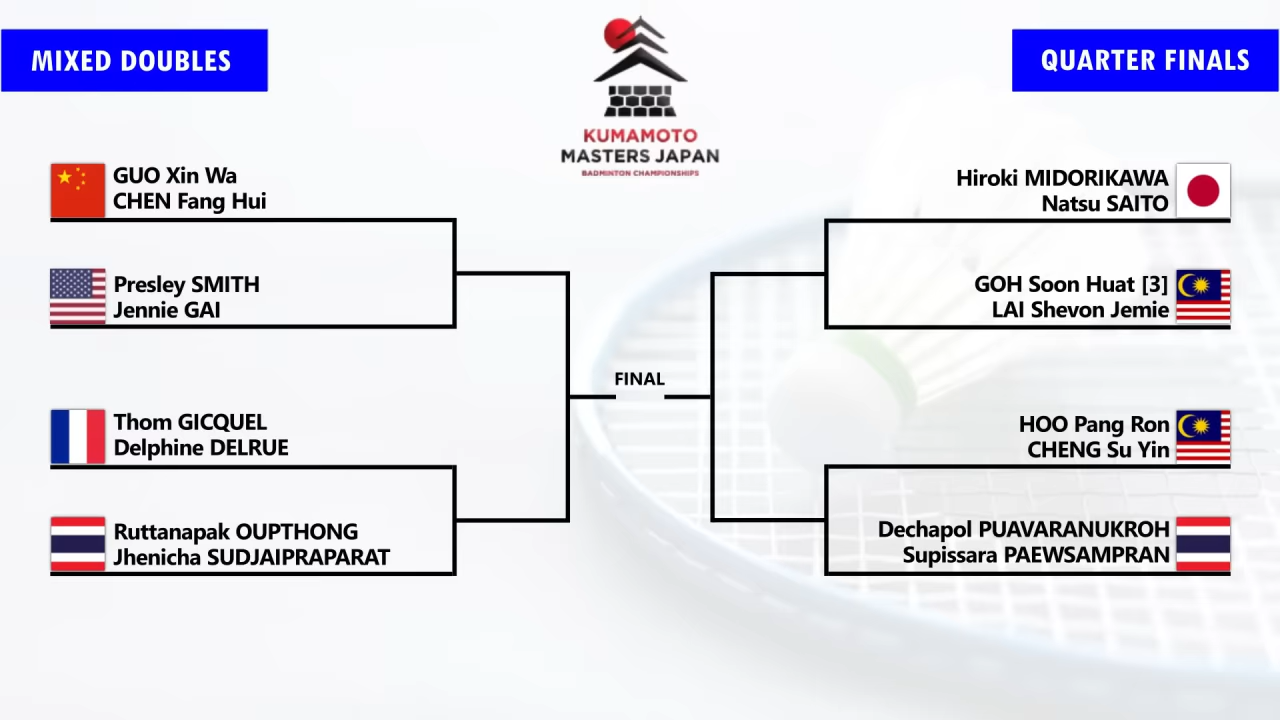 MIXED DOUBLES
QUARTER FINALS
KUMAMOTO
MASTERS JAPAN
BADMINTON CHAMPIONSHIPS
GUO Xin Wa
CHEN Fang Hui
Presley SMITH
Jennie GAI
Thom GICQUEL
Delphine DELRUE
Ruttanapak OUPTHONG
Jhenicha SUDJAIPRAPARAT
FINAL
Hiroki MIDORIKAWA
Natsu SAITO
GOH Soon Huat [3]
LAI Shevon Jemie
HOO Pang Ron
CHENG Su Yin
Dechapol PUAVARANUKROH
Supissara PAEWSAMPRAN